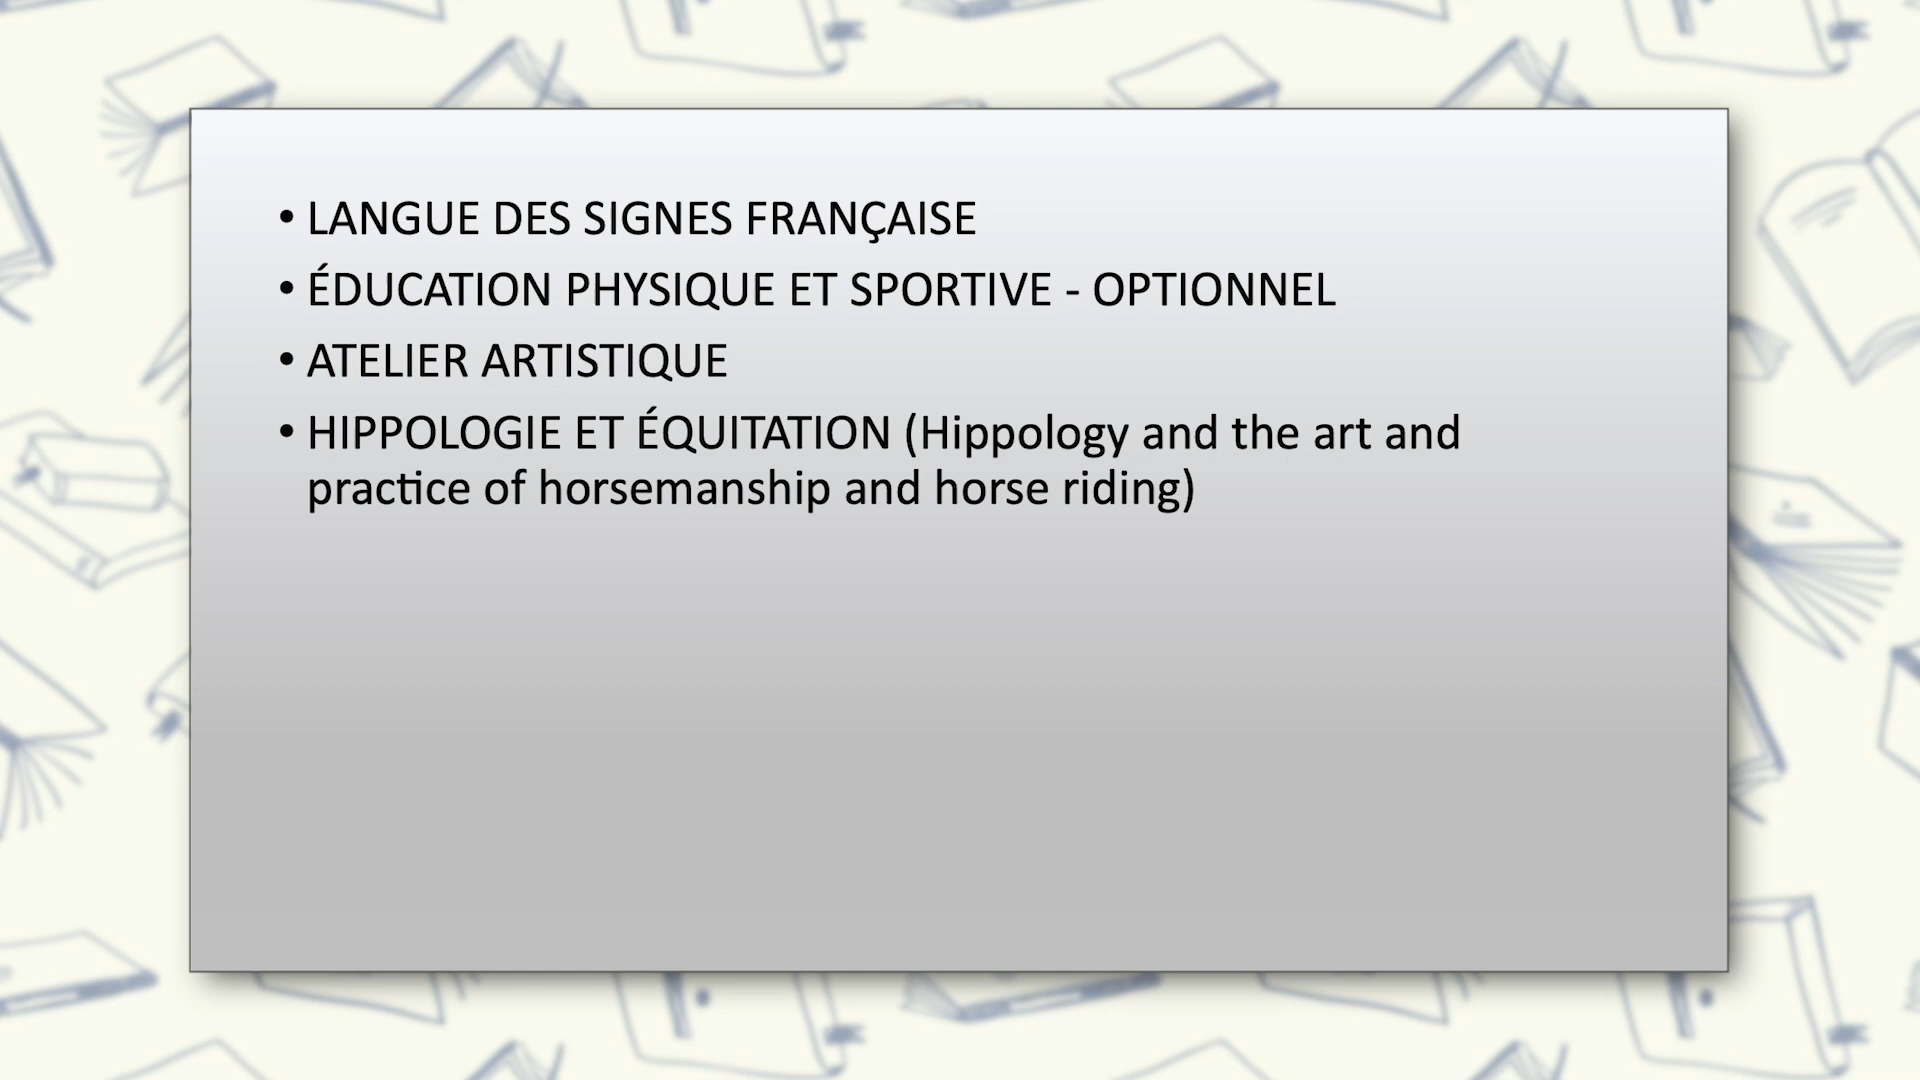 • LANGUE DES SIGNES FRANÇAISE
• ÉDUCATION PHYSIQUE ET SPORTIVE - OPTIONNEL
• ATELIER ARTISTIQUE
• HIPPOLOGIE ET ÉQUITATION (Hippology and the art and
practice of horsemanship and horse riding)